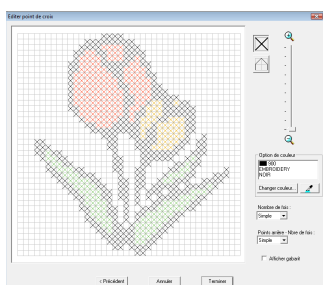 Editer point de croix
Option de couleur
900
EMBROIDERY
NOIR
Changer couleur...
Nombre de fois :
Simple
Points arrière - Nbre de fois :
Simple
Afficher gabarit
< Précédent
Annuler
Terminer